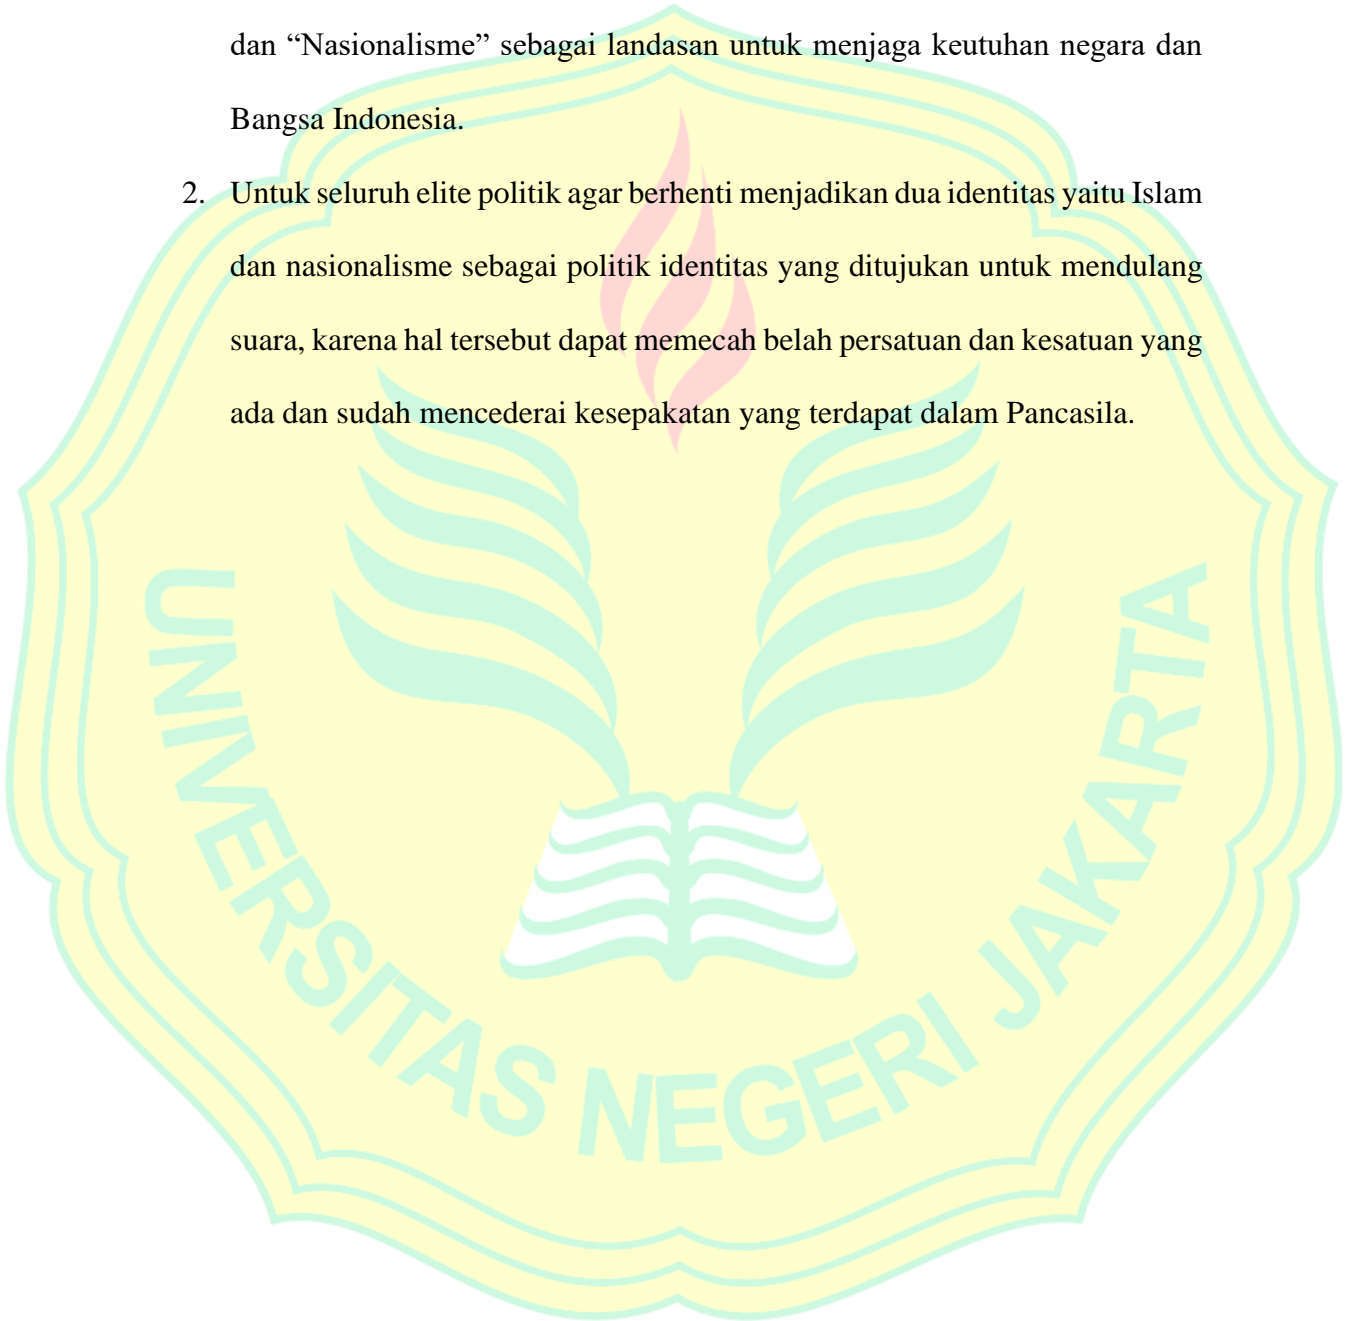 dan “Nasionalisme” sebagai landasan untuk menjaga keutuhan negara dan
Bangsa Indonesia.
2. Untuk seluruh elite politik agar berhenti menjadikan dua identitas yaitu Islam
dan nasionalisme sebagai politik identitas yang ditujukan untuk mendulang
suara, karena hal tersebut dapat memecah belah persatuan dan kesatuan yang
ada dan sudah mencederai kesepakatan yang terdapat dalam Pancasila.
UNIVERSITAS NEGERI JAKARTA